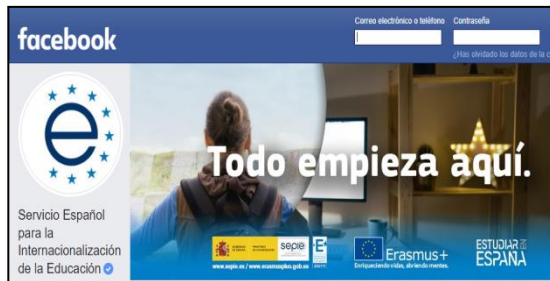 facebook
Correo electrónico o teléfono
Contraseña
¿Has olvidado los datos de la c
e
Todo empieza aquí.
Servicio Español
para la
Internacionalización
de la Educación
sepie
www.sepie.es / www.erasmusplus.gob.es
Erasmus+
Enriqueciendo vidas, abriendo mentes.
ESTUDIAR EN
ESPAÑA